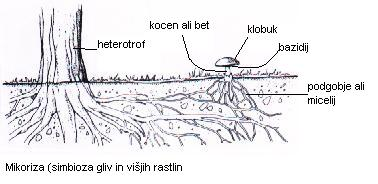 kocen ali bet
klobuk
heterotrof
bazidij
podgobje ali
micelij
Mikoriza (simbioza gliv in višjih rastlin